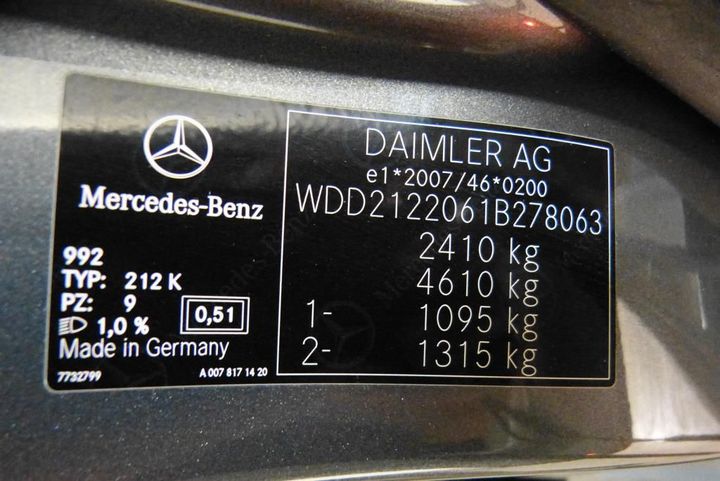 Mercedes-Benz
992
TYP: 212 K
PZ: 9
1,0 %
0,51
Made in Germany
7732799
A 007 817 14 20
DAIMLER AG
e1*2007/46*0200
WDD2122061B278063
2410 kg
4610 kg
1- 1095 kg
2- 1315 kg